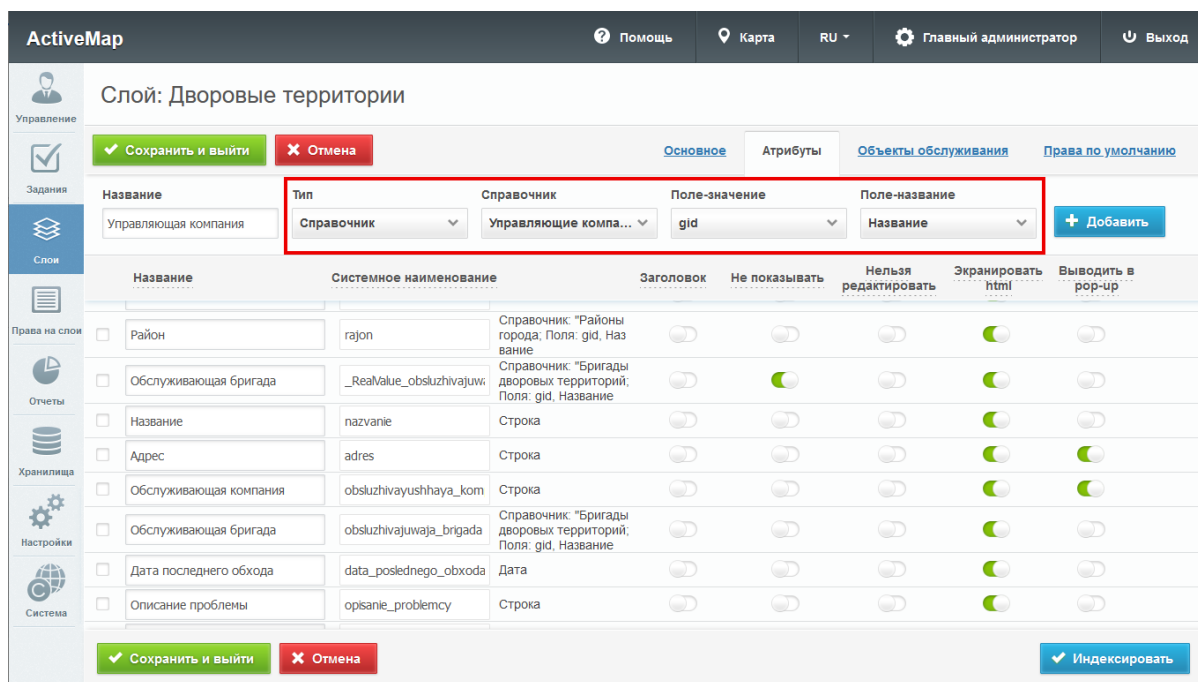 ActiveMap
Помощь
Карта
RU
Главный администратор
Выход
Управление
Задания
Слои
Права на слои
Отчеты
Хранилища
Настройки
Система
Слой: Дворовые территории
Сохранить и выйти
Отмена
Основное
Атрибуты
Объекты обслуживания
Права по умолчанию
Название
Тип
Справочник
Поле-значение
Поле-название
Управляющая компания
Справочник
Управляющие компа...
gid
Название
Добавить
Название
Системное наименование
Заголовок
Не показывать
Нельзя
редактировать
Экранировать
html
Выводить в
pop-up
Район
rajon
Справочник: "Районы
города; Поля: gid, Наз
вание
Обслуживающая бригада
_RealValue_obsluzhivajuwa
Справочник: "Бригады
дворовых территорий;
Поля: gid, Название
Название
nazvanie
Строка
Адрес
adres
Строка
Обслуживающая компания
obsluzhivayushhaya_kom
Строка
Обслуживающая бригада
obsluzhivajuwaja_brigada
Справочник: "Бригады
дворовых территорий;
Поля: gid, Название
Дата последнего обхода
data_poslednego_obxoda
Дата
Описание проблемы
opisanie_problemcy
Строка
Сохранить и выйти
Отмена
Индексировать